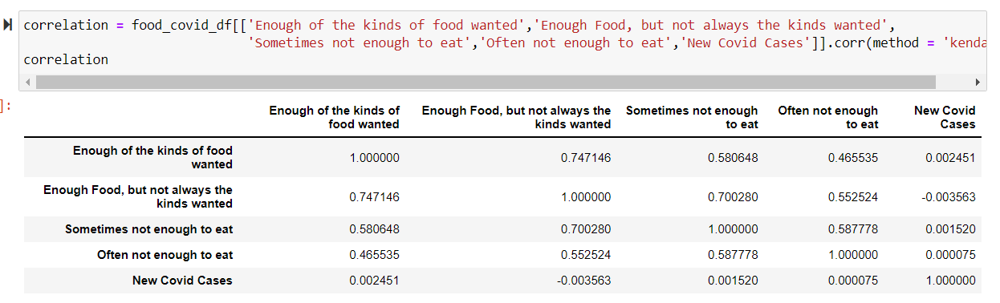 correlation = food_covid_df[['Enough of the kinds of food wanted','Enough Food, but not always the kinds wanted',
'Sometimes not enough to eat','Often not enough to eat','New Covid Cases']].corr(method = 'kenda
correlation
]:
Enough of the kinds of food wanted Enough Food, but not always the kinds wanted Sometimes not enough to eat Often not enough to eat New Covid Cases
Enough of the kinds of food wanted 1.000000 0.747146 0.580648 0.465535 0.002451
Enough Food, but not always the kinds wanted 0.747146 1.000000 0.700280 0.552524 -0.003563
Sometimes not enough to eat 0.580648 0.700280 1.000000 0.587778 0.001520
Often not enough to eat 0.465535 0.552524 0.587778 1.000000 0.000075
New Covid Cases 0.002451 -0.003563 0.001520 0.000075 1.000000